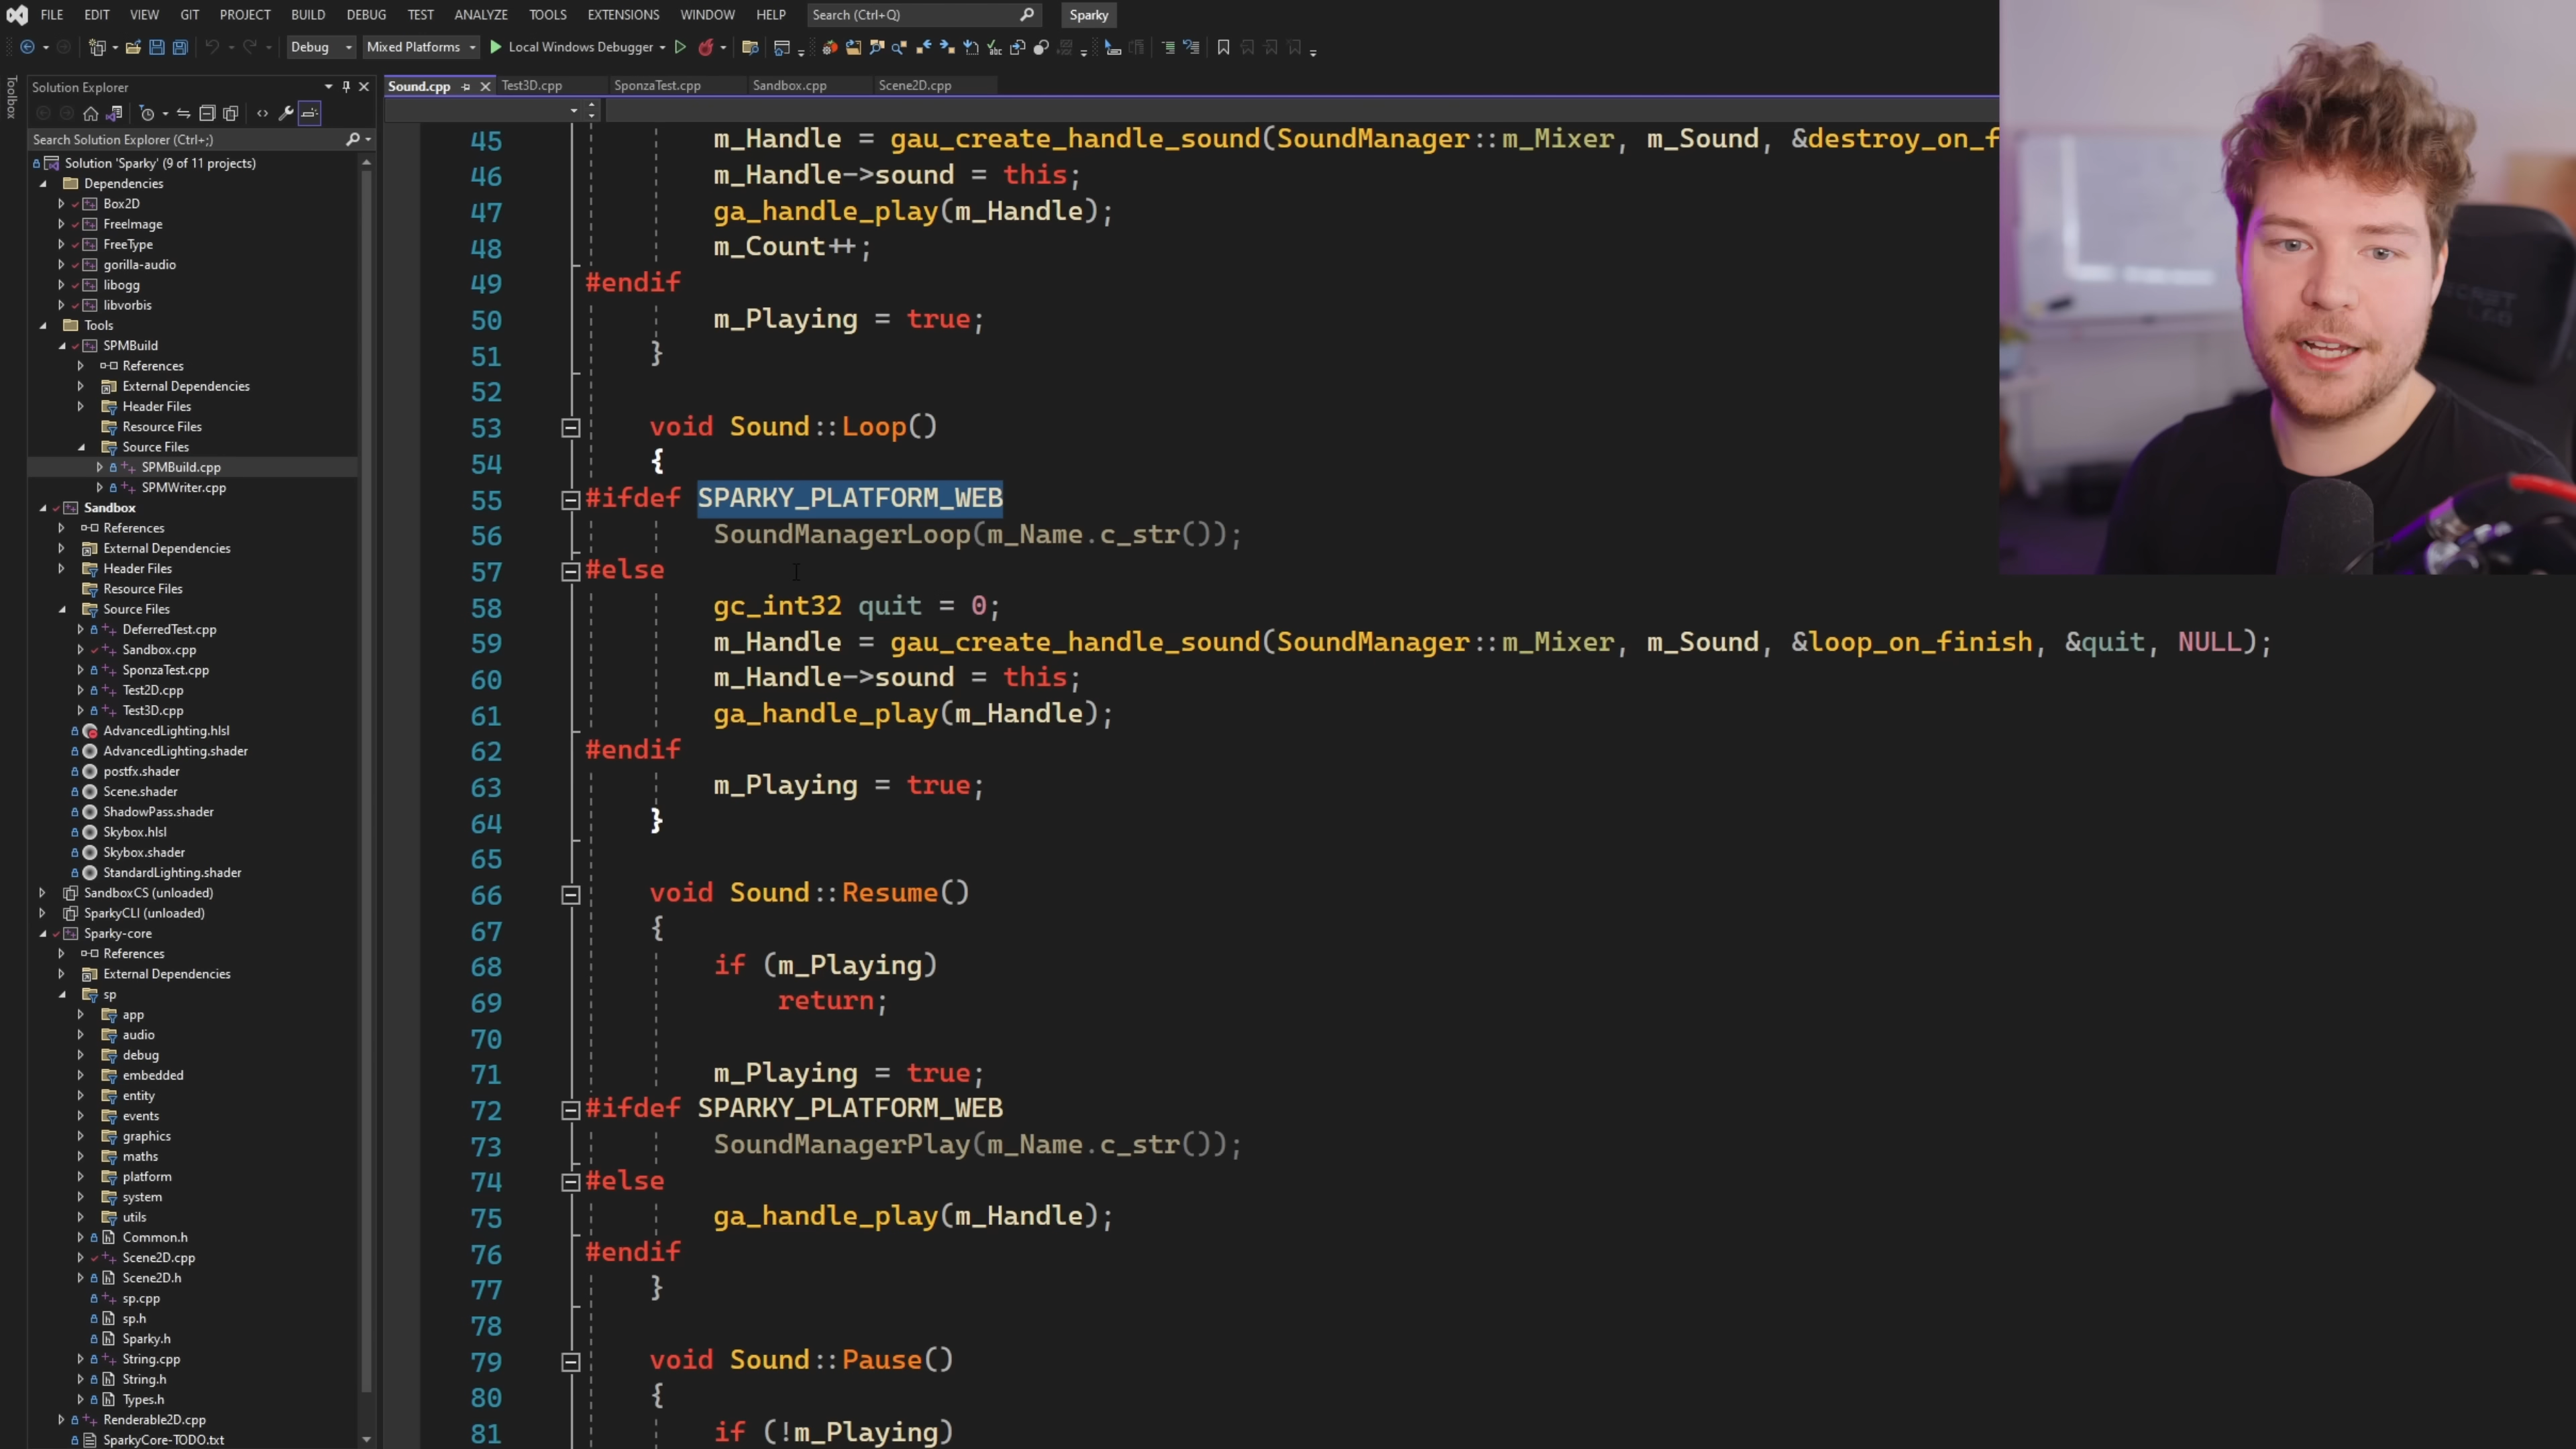 FILE EDIT VIEW GIT PROJECT BUILD DEBUG TEST ANALYZE TOOLS EXTENSIONS WINDOW HELP Search (Ctrl+Q) Sparky
Debug Mixed Platforms Local Windows Debugger
Toolbox
Solution Explorer
Search Solution Explorer (Ctrl+;)
Solution 'Sparky' (9 of 11 projects)
Dependencies
Box2D
FreeImage
FreeType
gorilla-audio
libogg
libvorbis
Tools
SPMBuild
References
External Dependencies
Header Files
Resource Files
Source Files
SPMBuild.cpp
SPMWriter.cpp
Sandbox
References
External Dependencies
Header Files
Resource Files
Source Files
DeferredTest.cpp
Sandbox.cpp
SponzaTest.cpp
Test2D.cpp
Test3D.cpp
AdvancedLighting.hlsl
AdvancedLighting.shader
postfx.shader
Scene.shader
ShadowPass.shader
Skybox.hlsl
Skybox.shader
StandardLighting.shader
SandboxCS (unloaded)
SparkyCLI (unloaded)
Sparky-core
References
External Dependencies
sp
app
audio
debug
embedded
entity
events
graphics
maths
platform
system
utils
Common.h
Scene2D.cpp
Scene2D.h
sp.cpp
sp.h
Sparky.h
String.cpp
String.h
Types.h
Renderable2D.cpp
SparkyCore-TODO.txt
Sound.cpp Test3D.cpp SponzaTest.cpp Sandbox.cpp Scene2D.cpp
45 m_Handle = gau_create_handle_sound(SoundManager::m_Mixer, m_Sound, &destroy_on_f
46 m_Handle->sound = this;
47 ga_handle_play(m_Handle);
48 m_Count++;
49 #endif
50 m_Playing = true;
51 }
52
53 void Sound::Loop()
54 {
55 #ifdef SPARKY_PLATFORM_WEB
56 SoundManagerLoop(m_Name.c_str());
57 #else
58 gc_int32 quit = 0;
59 m_Handle = gau_create_handle_sound(SoundManager::m_Mixer, m_Sound, &loop_on_finish, &quit, NULL);
60 m_Handle->sound = this;
61 ga_handle_play(m_Handle);
62 #endif
63 m_Playing = true;
64 }
65
66 void Sound::Resume()
67 {
68 if (m_Playing)
69 return;
70
71 m_Playing = true;
72 #ifdef SPARKY_PLATFORM_WEB
73 SoundManagerPlay(m_Name.c_str());
74 #else
75 ga_handle_play(m_Handle);
76 #endif
77 }
78
79 void Sound::Pause()
80 {
81 if (!m_Playing)